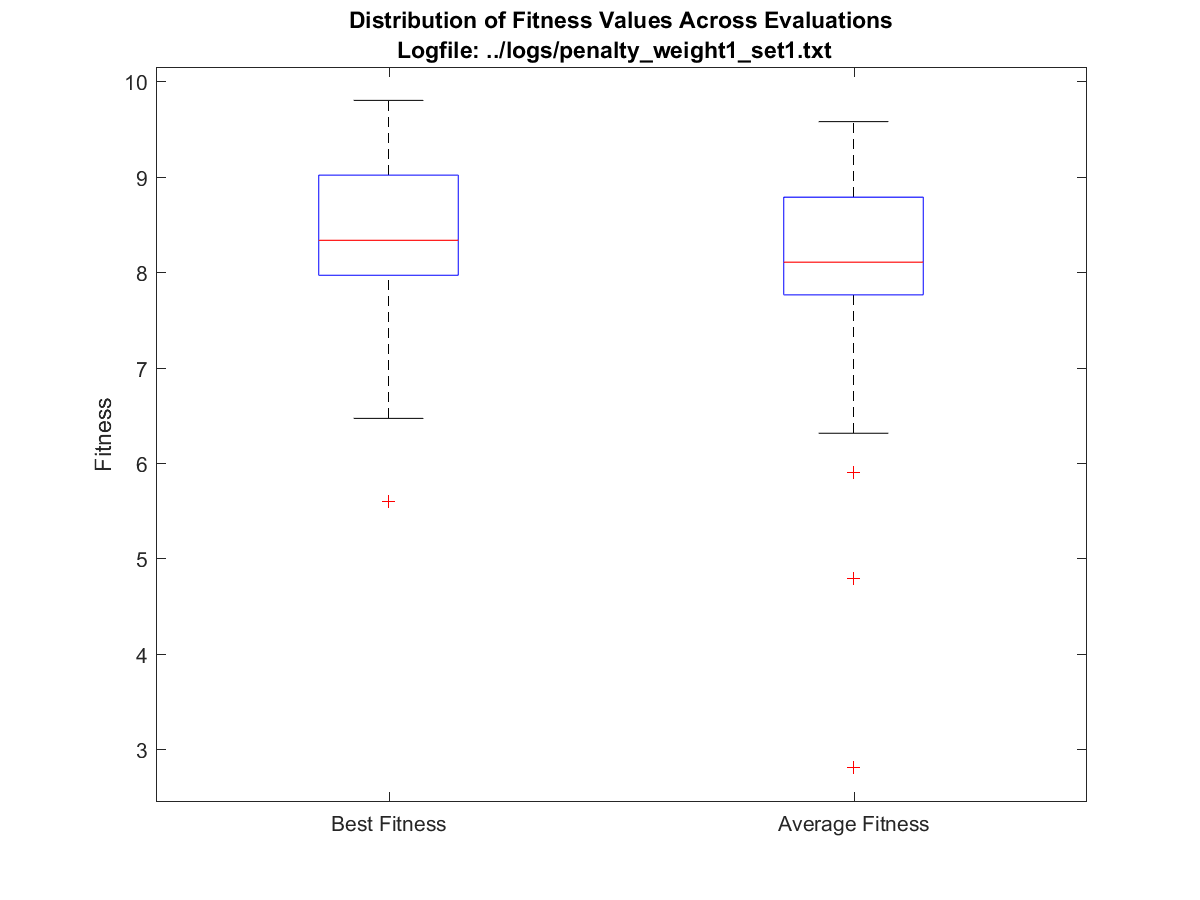 Distribution of Fitness Values Across Evaluations
Logfile: ../logs/penalty_weight1_set1.txt
10
9
8
7
6
5
4
3
Fitness
Best Fitness
Average Fitness